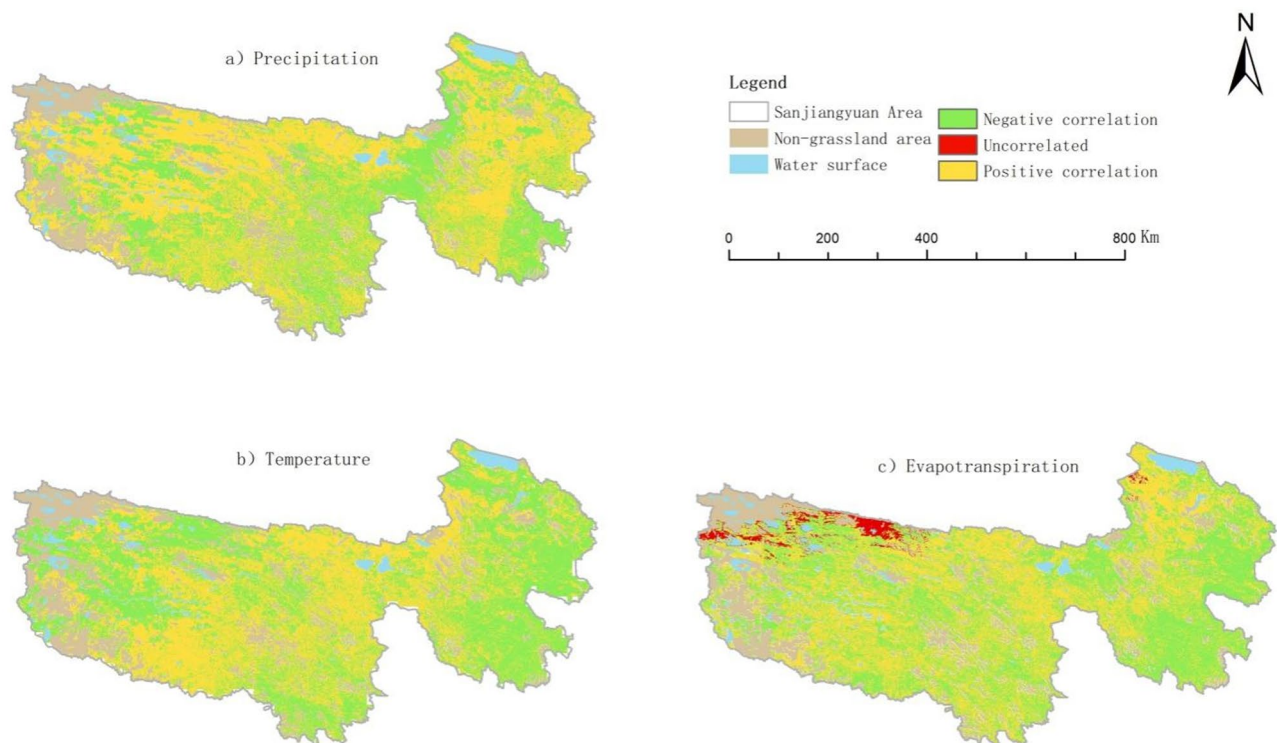 N
a) Precipitation
Legend
Sanjiangyuan Area
Non-grassland area
Water surface
Negative correlation
Uncorrelated
Positive correlation
0 200 400 800 Km
b) Temperature
c) Evapotranspiration